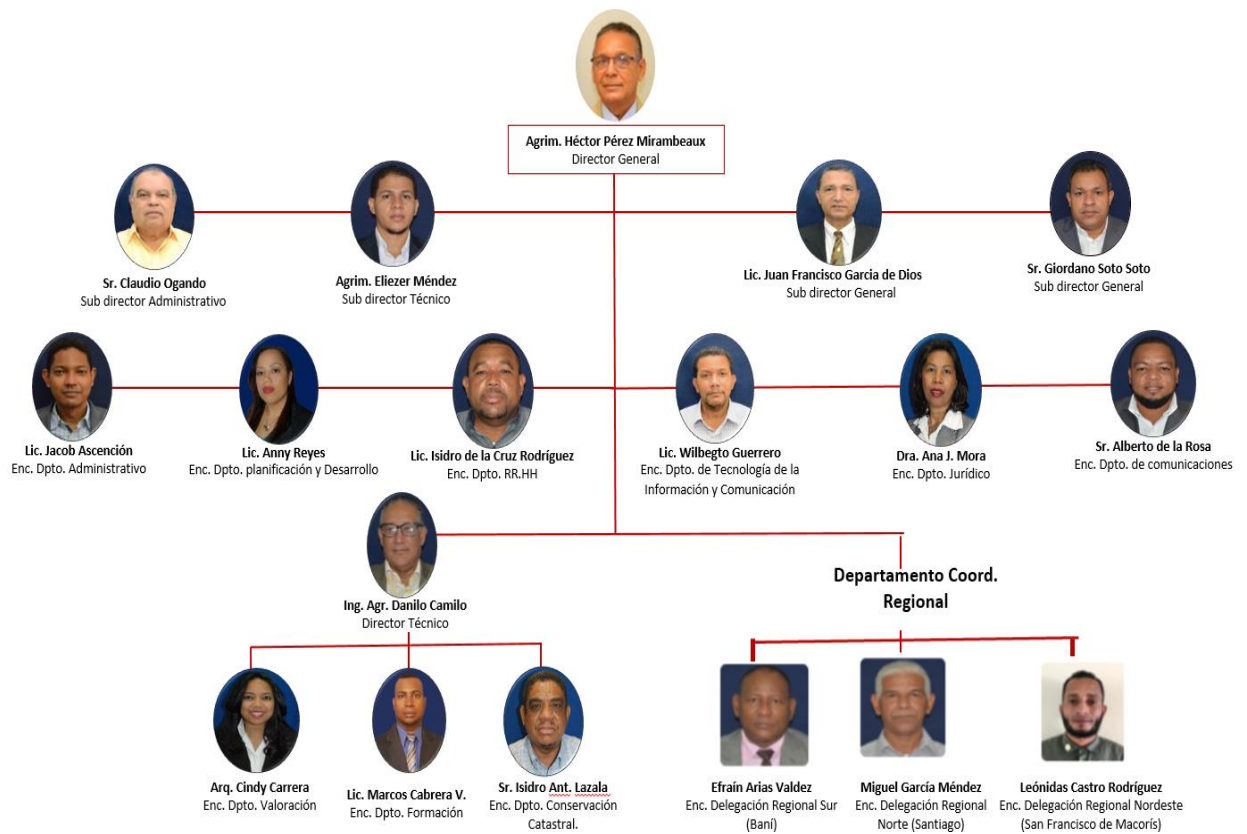 Agrim. Héctor Pérez Mirambeaux
Director General
Sr. Claudio Ogando
Sub director Administrativo
Agrim. Eliezer Méndez
Sub director Técnico
Lic. Juan Francisco Garcia de Dios
Sub director General
Sr. Giordano Soto Soto
Sub director General
Lic. Jacob Ascención
Enc. Dpto. Administrativo
Lic. Anny Reyes
Enc. Dpto. planificación y Desarrollo
Lic. Isidro de la Cruz Rodríguez
Enc. Dpto. RR.HH
Lic. Wilbegto Guerrero
Enc. Dpto. de Tecnología de la
Información y Comunicación
Dra. Ana J. Mora
Enc. Dpto. Jurídico
Sr. Alberto de la Rosa
Enc. Dpto. de comunicaciones
Ing. Agr. Danilo Camilo
Director Técnico
Departamento Coord.
Regional
Arq. Cindy Carrera
Enc. Dpto. Valoración
Lic. Marcos Cabrera V.
Enc. Dpto. Formación
Sr. Isidro Ant. Lazala
Enc. Dpto. Conservación
Catastral.
Efraín Arias Valdez
Enc. Delegación Regional Sur
(Baní)
Miguel García Méndez
Enc. Delegación Regional
Norte (Santiago)
Leónidas Castro Rodríguez
Enc. Delegación Regional Nordeste
(San Francisco de Macorís)